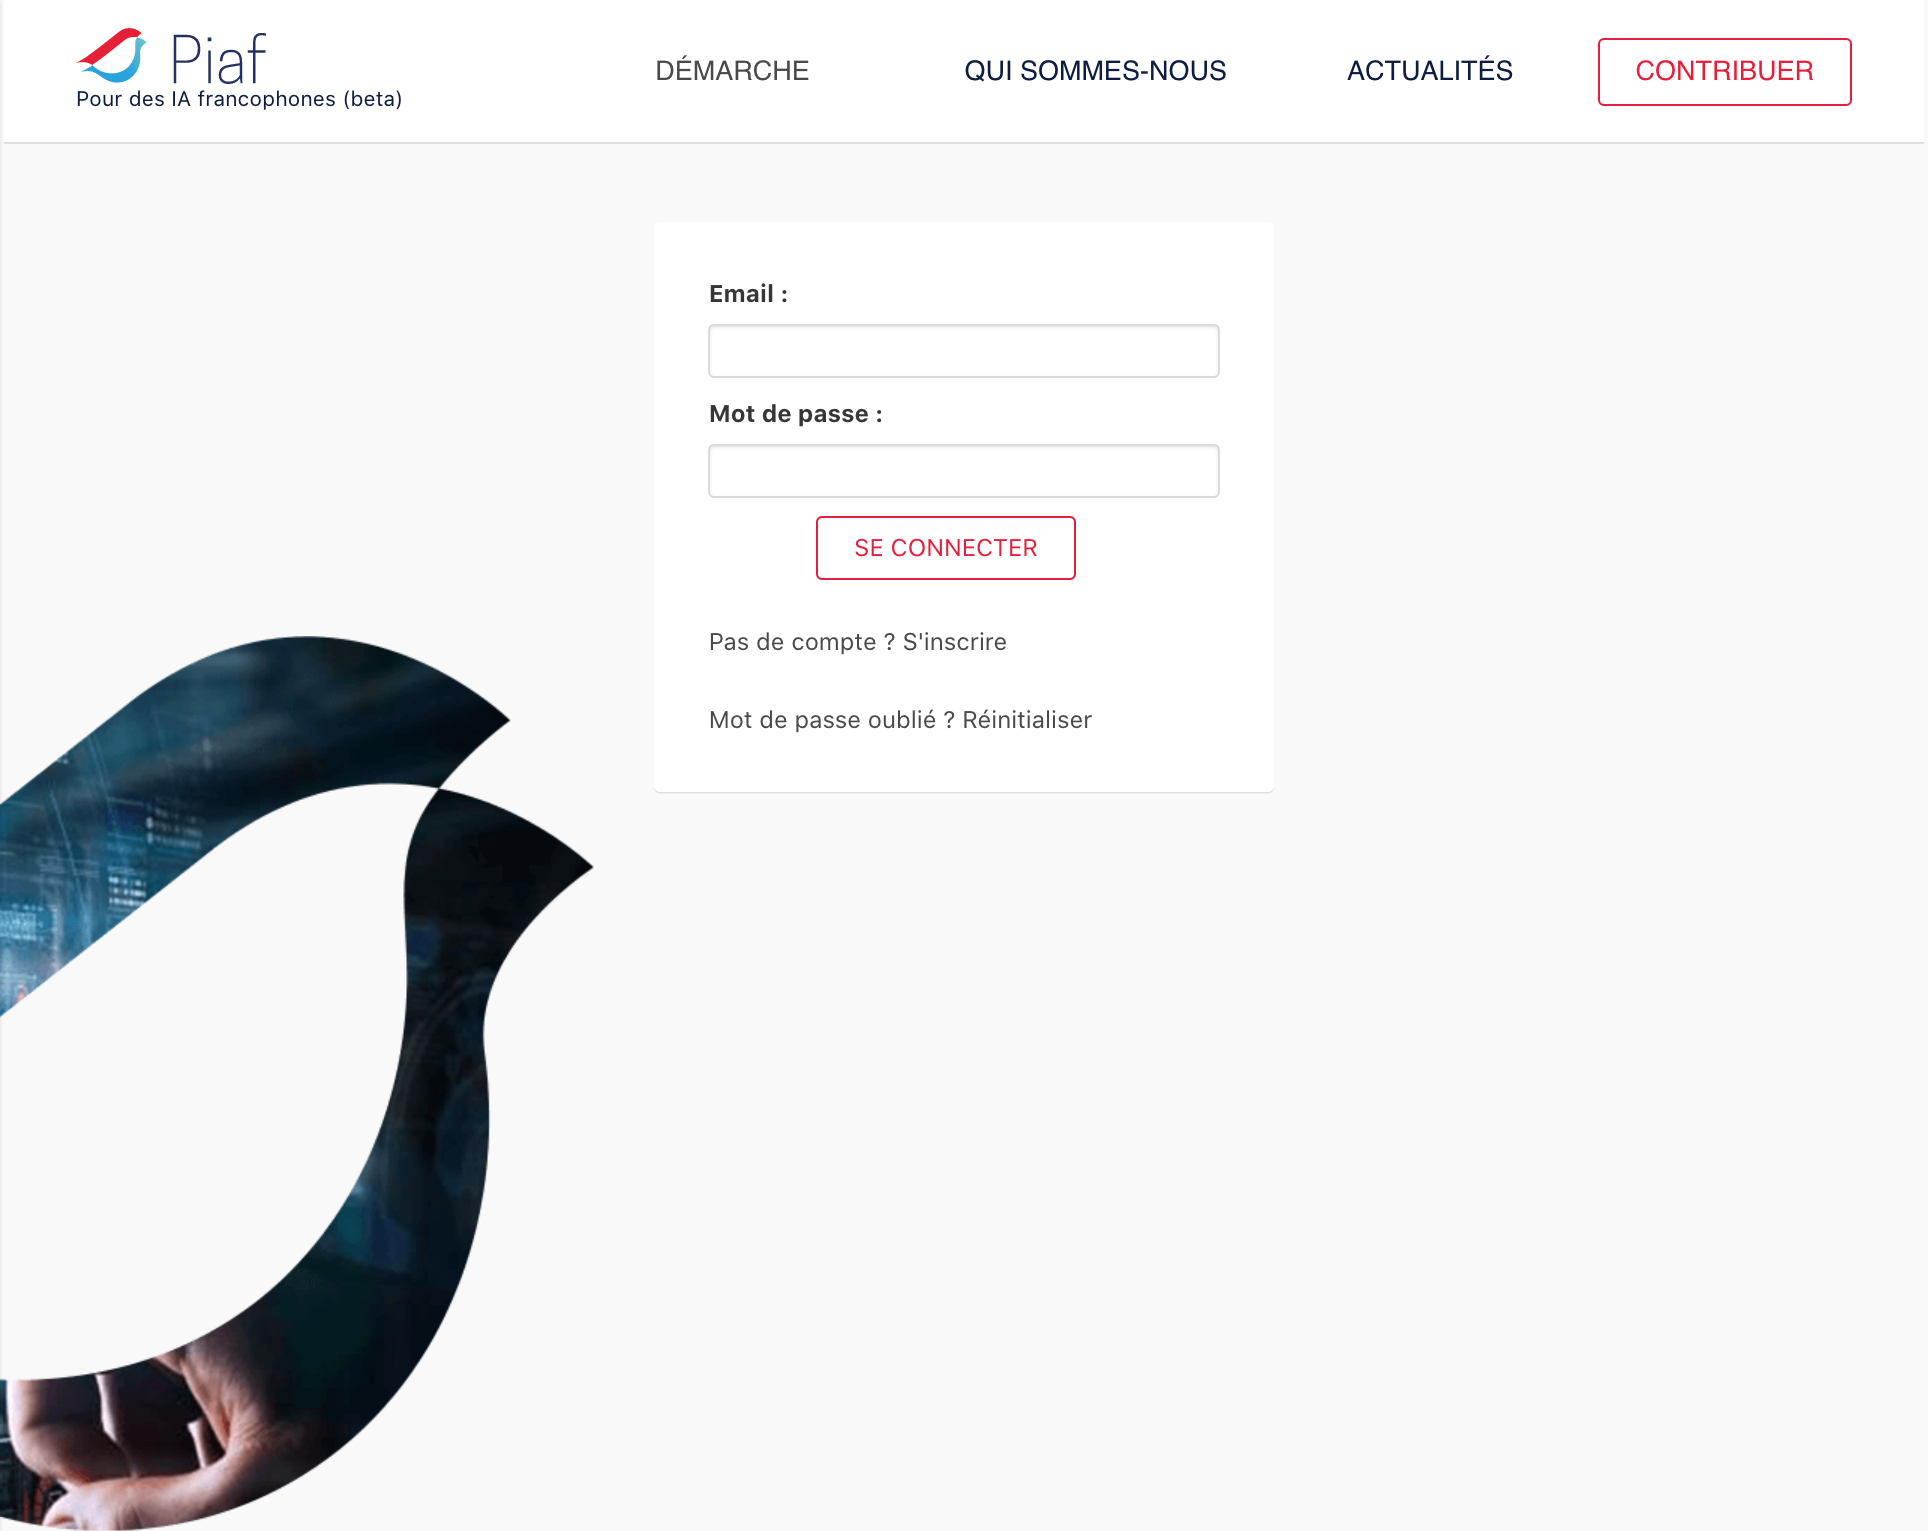 Piaf
Pour des IA francophones (beta)
DÉMARCHE
QUI SOMMES-NOUS
ACTUALITÉS
CONTRIBUER
Email :
Mot de passe :
SE CONNECTER
Pas de compte ? S'inscrire
Mot de passe oublié ? Réinitialiser